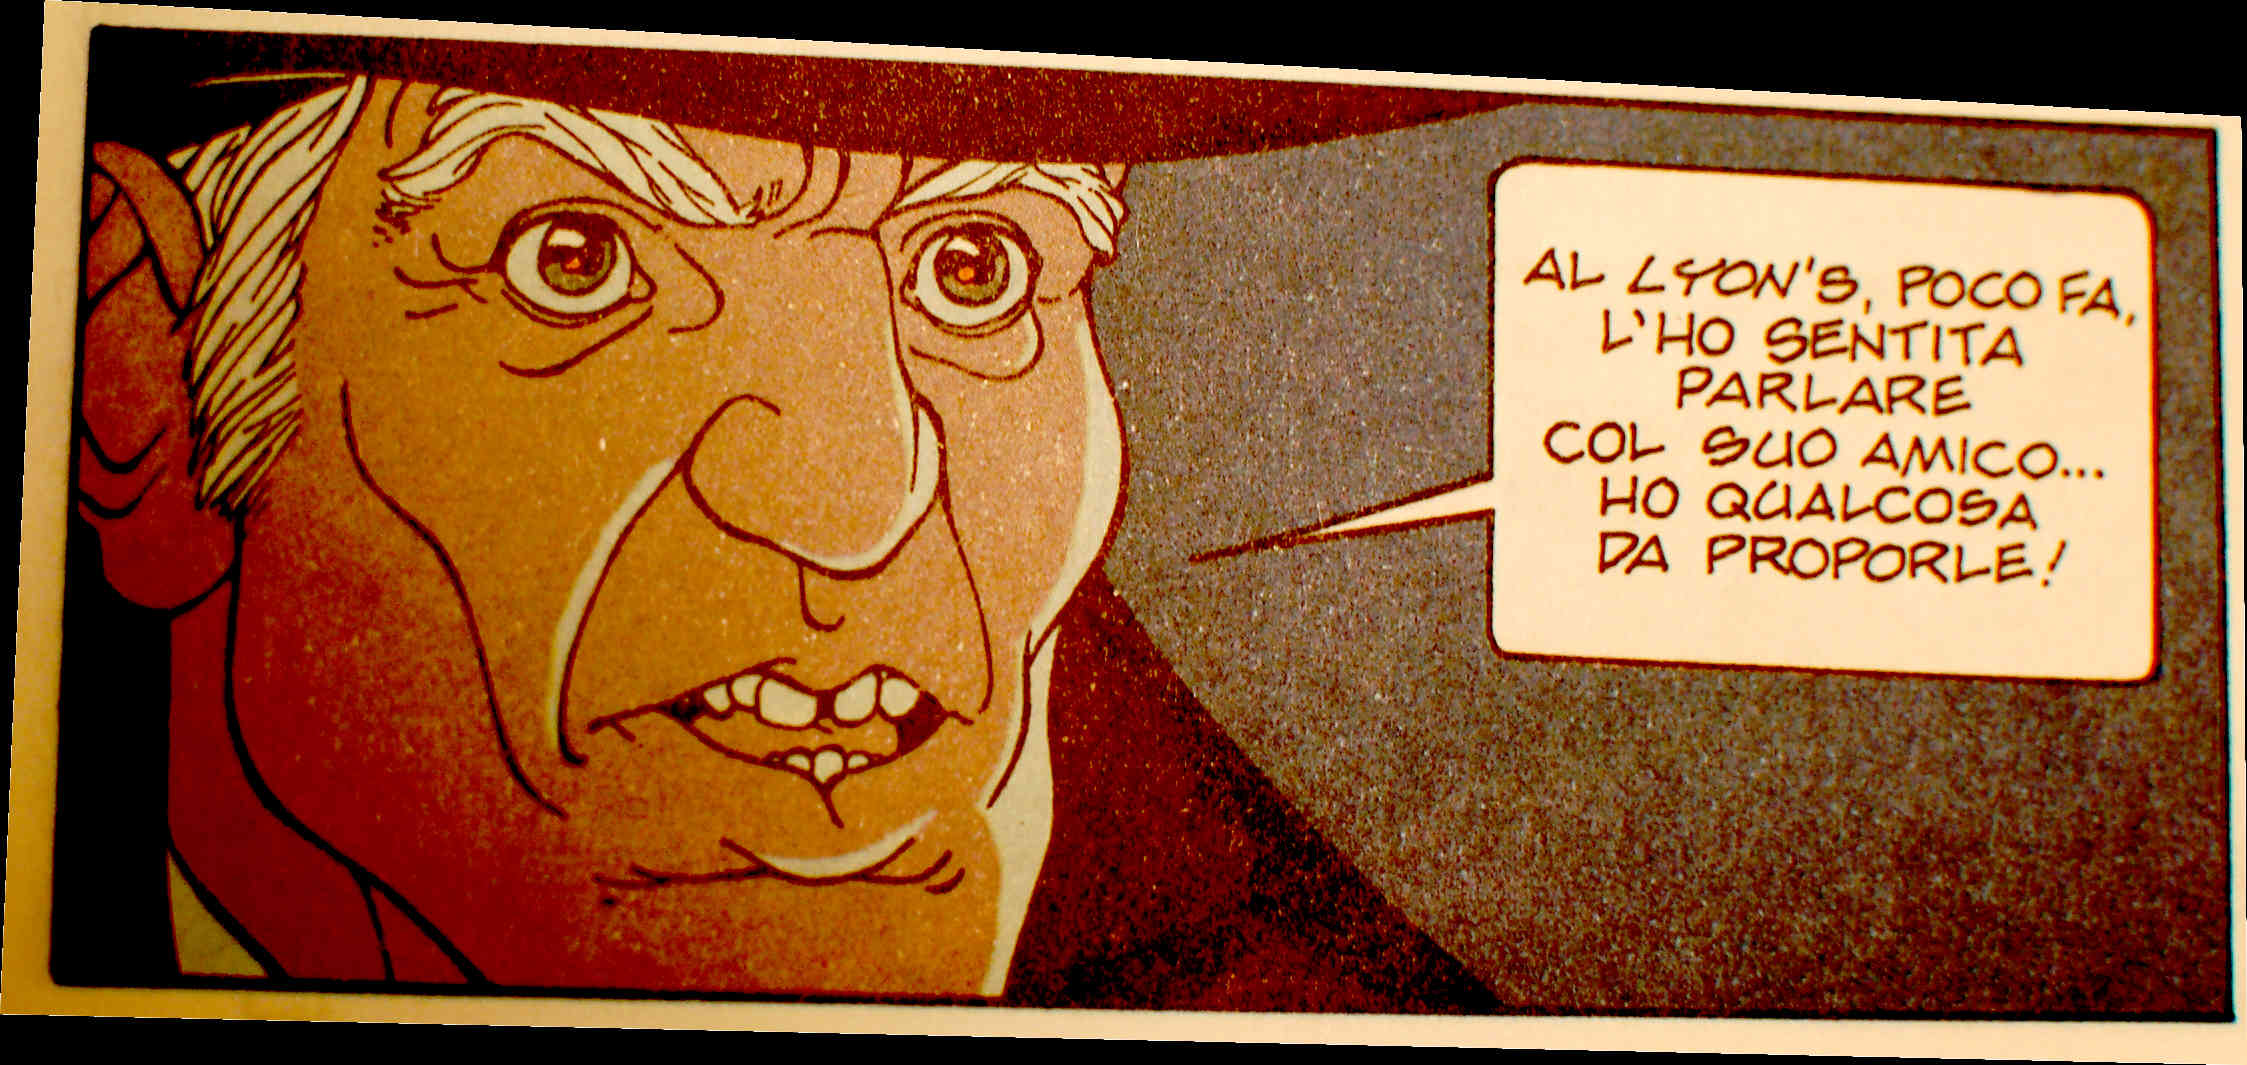 AL LYON'S, POCO FA,
L'HO SENTITA
PARLARE
COL SUO AMICO...
HO QUALCOSA
DA PROPORLE!